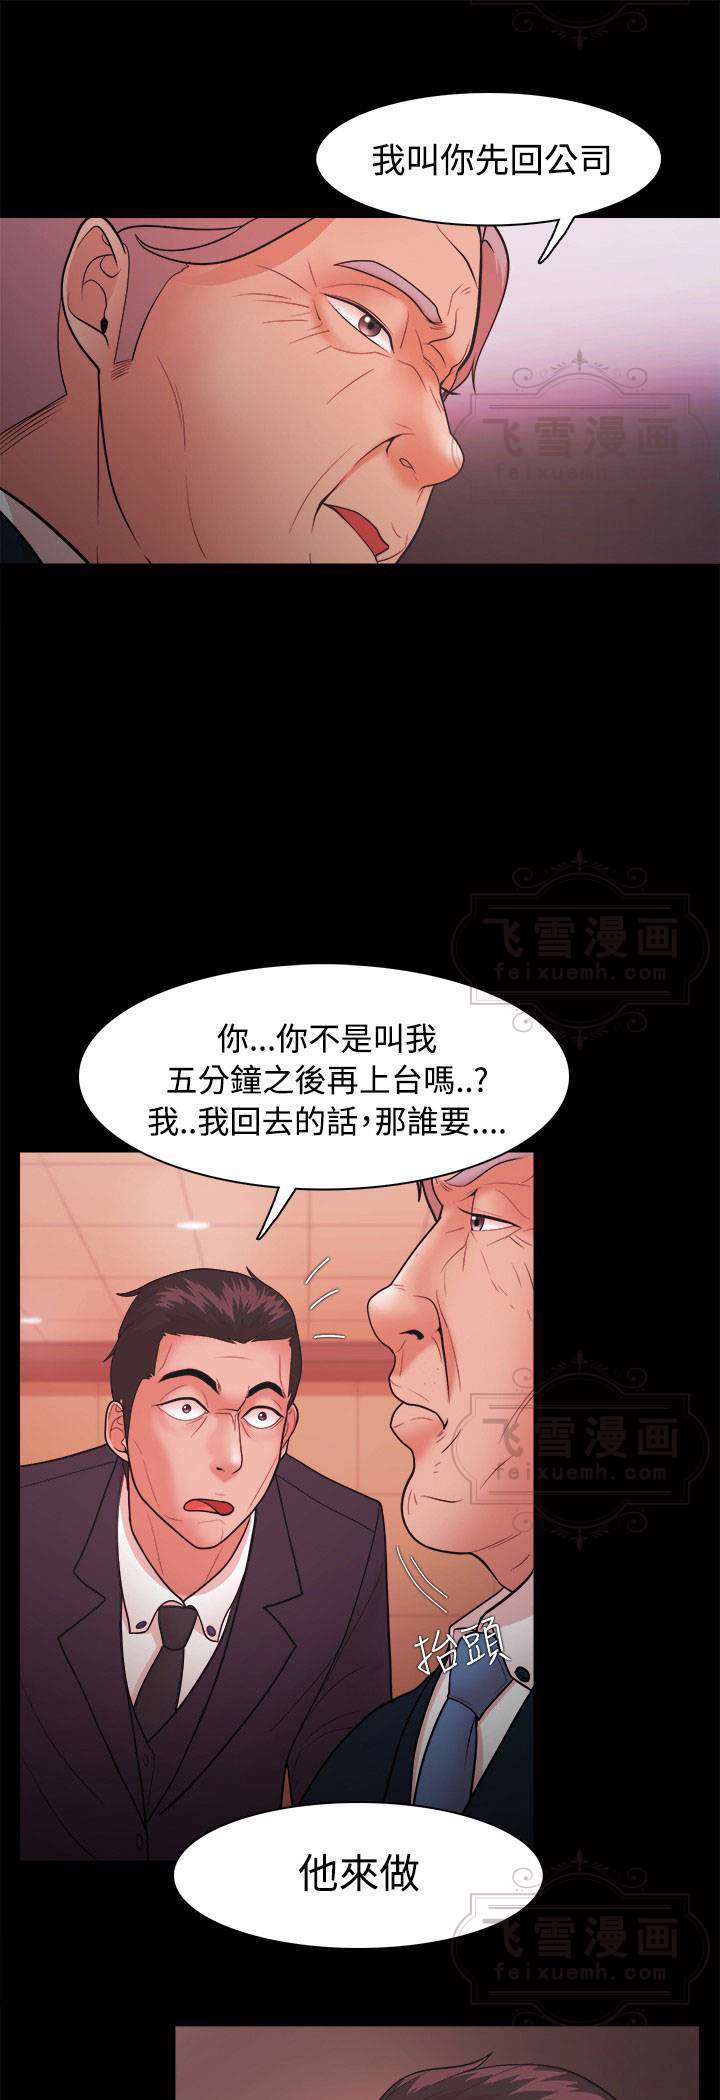 我叫你先回公司
飞雪漫画
feixuemh.com
飞雪漫画
feixuemh.com
你...你不是叫我
五分鐘之後再上台嗎..?
我..我回去的話,那誰要....
飞雪漫画
feixuemh.com
抬頭
他來做
飞雪漫画
feixuemh.com